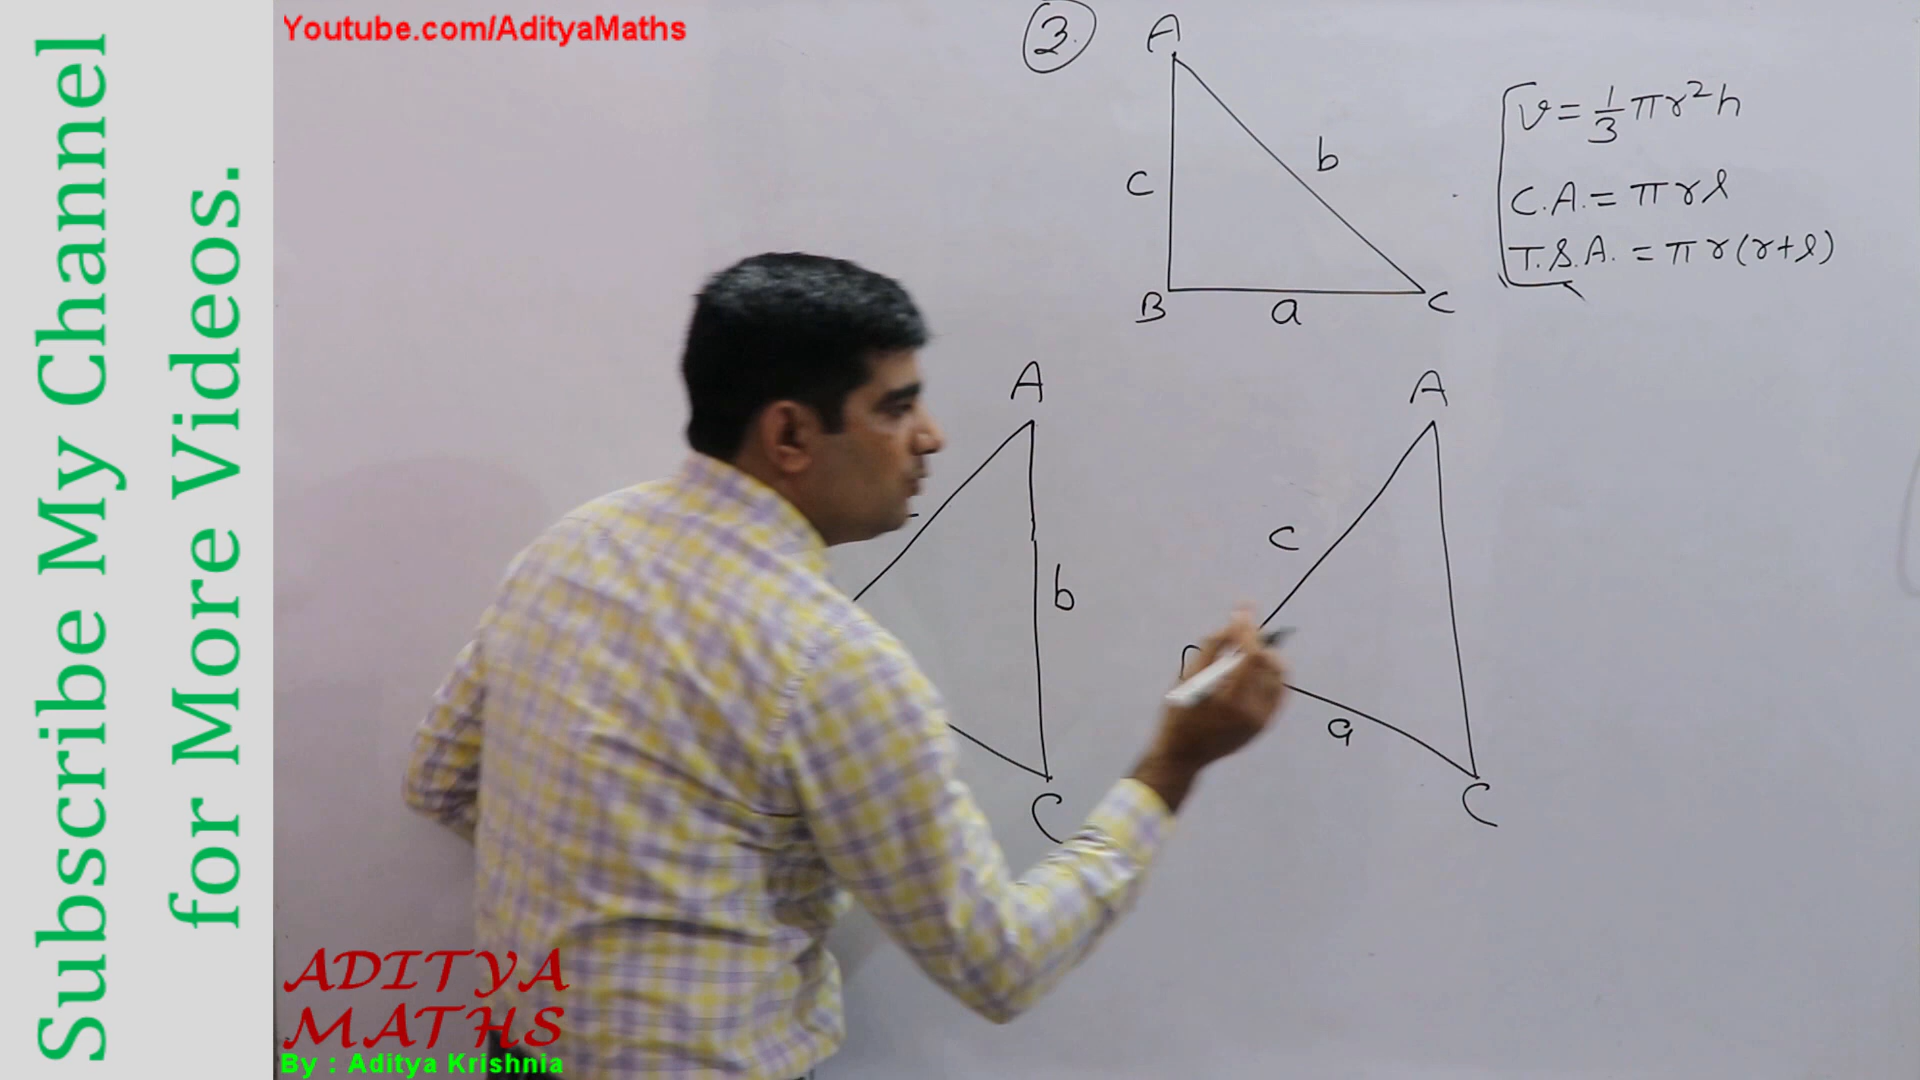 Subscribe My Channel
for More Videos.
Youtube.com/AdityaMaths
3.
A
c
b
B
a
C
v = 1/3 πr²h
C.A. = πrl
T.S.A. = πr(r+l)
A
b
C
A
c
a
C
ADITYA
MATHS
By : Aditya Krishnia